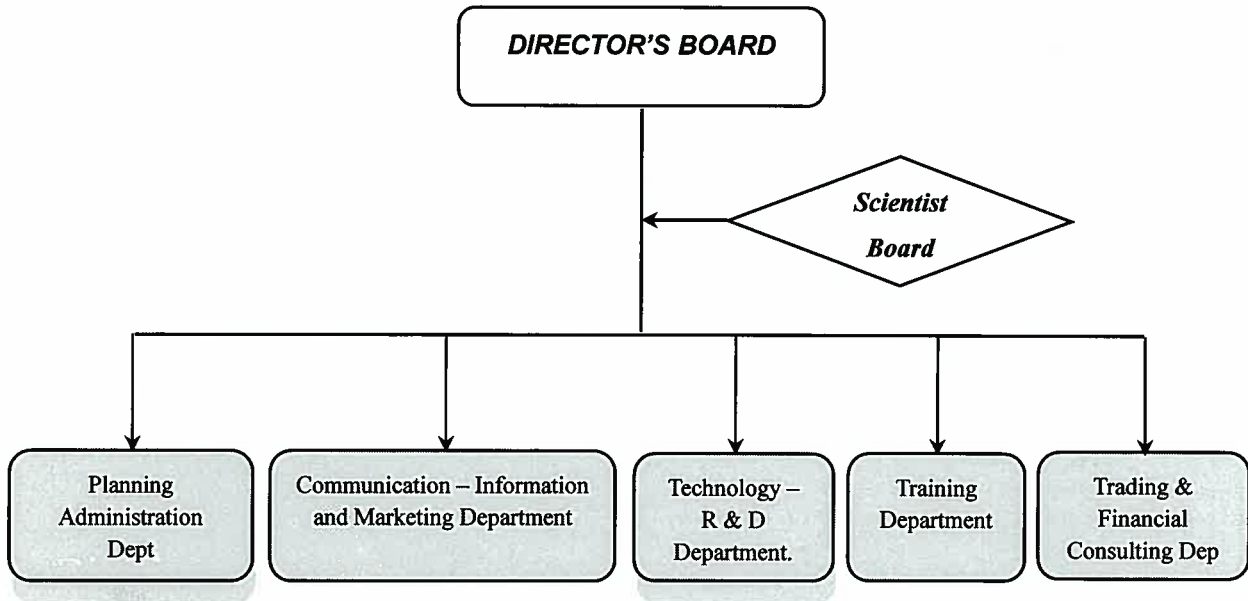 DIRECTOR'S BOARD
Scientist
Board
Planning
Administration
Dept
Communication – Information
and Marketing Department
Technology –
R & D
Department.
Training
Department
Trading &
Financial
Consulting Dep